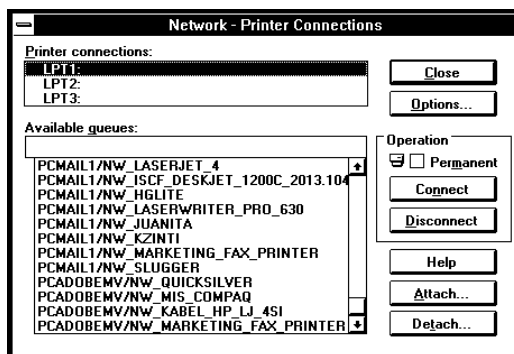 Network - Printer Connections
Printer connections:
LPT1:
LPT2:
LPT3:
Close
Options...
Available queues:
PCMAIL1/NW_LASERJET_4
PCMAIL1/NW_ISCF_DESKJET_1200C_2013.104
PCMAIL1/NW_HGLITE
PCMAIL1/NW_LASERWRITER_PRO_630
PCMAIL1/NW_JUANITA
PCMAIL1/NW_KZINTI
PCMAIL1/NW_MARKETING_FAX_PRINTER
PCMAIL1/NW_SLUGGER
PCADOBEMV/NW_QUICKSILVER
PCADOBEMV/NW_MIS_COMPAQ
PCADOBEMV/NW_KABEL_HP_LJ_4SI
PCADOBEMV/NW_MARKETING_FAX_PRINTER
Operation
Permanent
Connect
Disconnect
Help
Attach...
Detach...